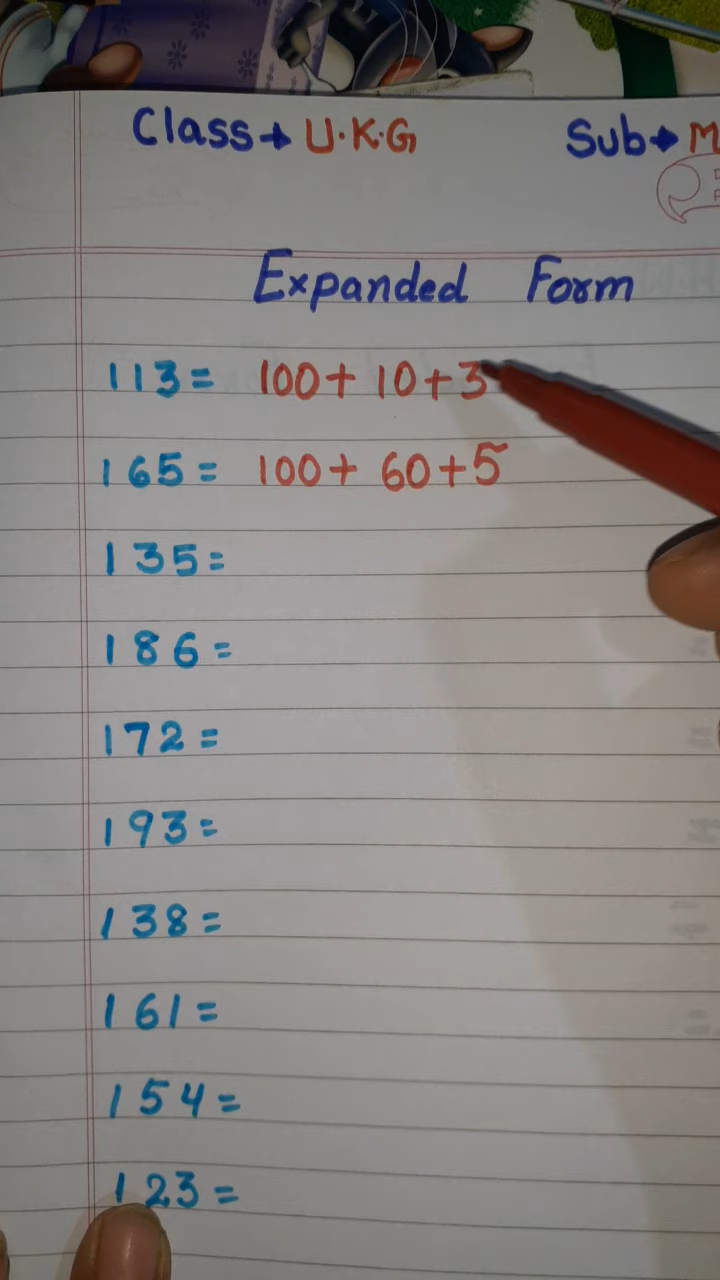 Class → U.K.G Sub → M
Expanded Form
113 = 100 + 10 + 3
165 = 100 + 60 + 5
135 =
186 =
172 =
193 =
138 =
161 =
154 =
123 =